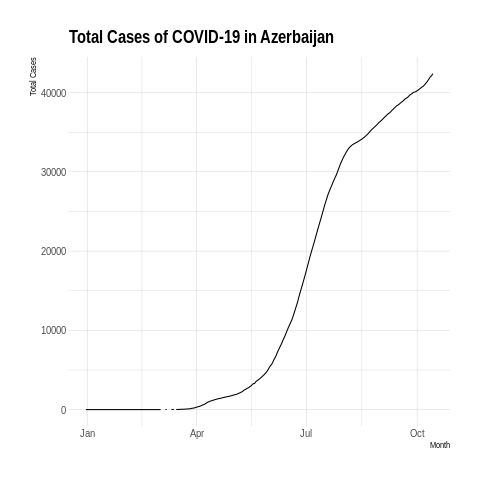 Total Cases of COVID-19 in Azerbaijan
Total Cases
40000
30000
20000
10000
0
Jan Apr Jul Oct
Month